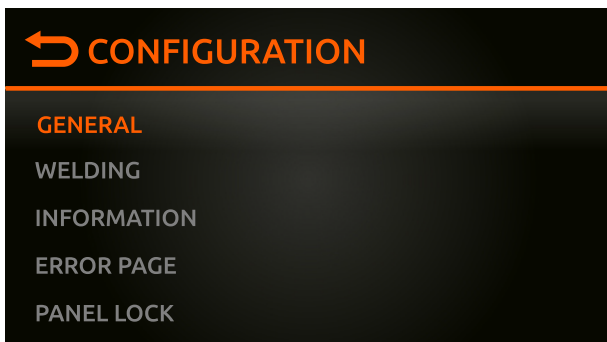 CONFIGURATION
GENERAL
WELDING
INFORMATION
ERROR PAGE
PANEL LOCK